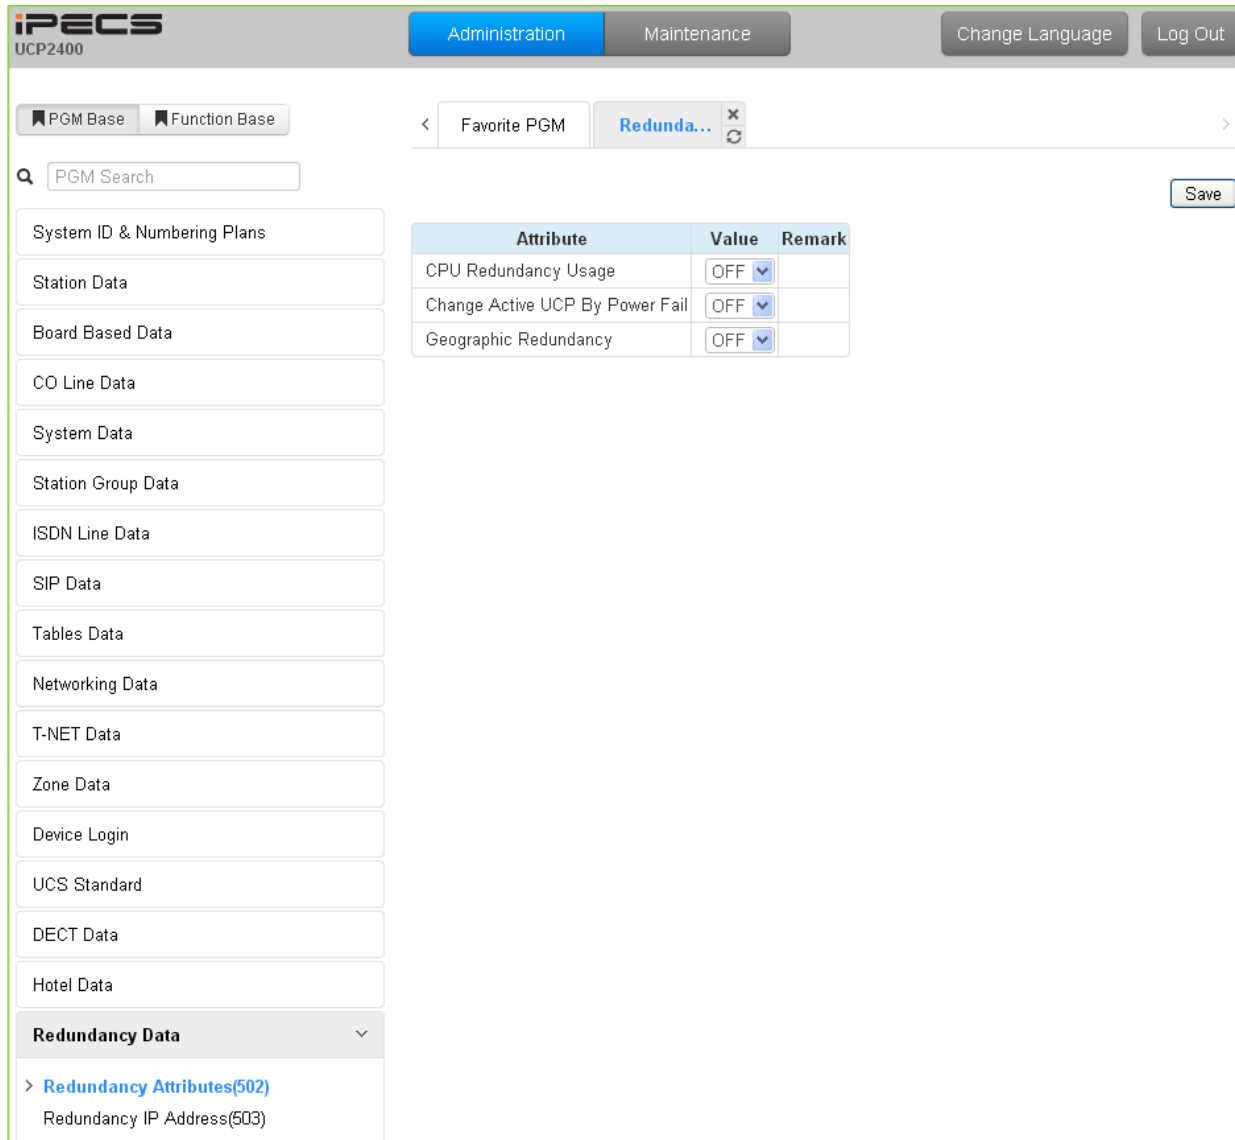 iPECS
UCP2400
Administration
Maintenance
Change Language
Log Out
PGM Base
Function Base
PGM Search
Favorite PGM
Redunda...
Save
System ID & Numbering Plans
Station Data
Board Based Data
CO Line Data
System Data
Station Group Data
ISDN Line Data
SIP Data
Tables Data
Networking Data
T-NET Data
Zone Data
Device Login
UCS Standard
DECT Data
Hotel Data
Redundancy Data
Redundancy Attributes(502)
Redundancy IP Address(503)
Attribute Value Remark
CPU Redundancy Usage OFF
Change Active UCP By Power Fail OFF
Geographic Redundancy OFF